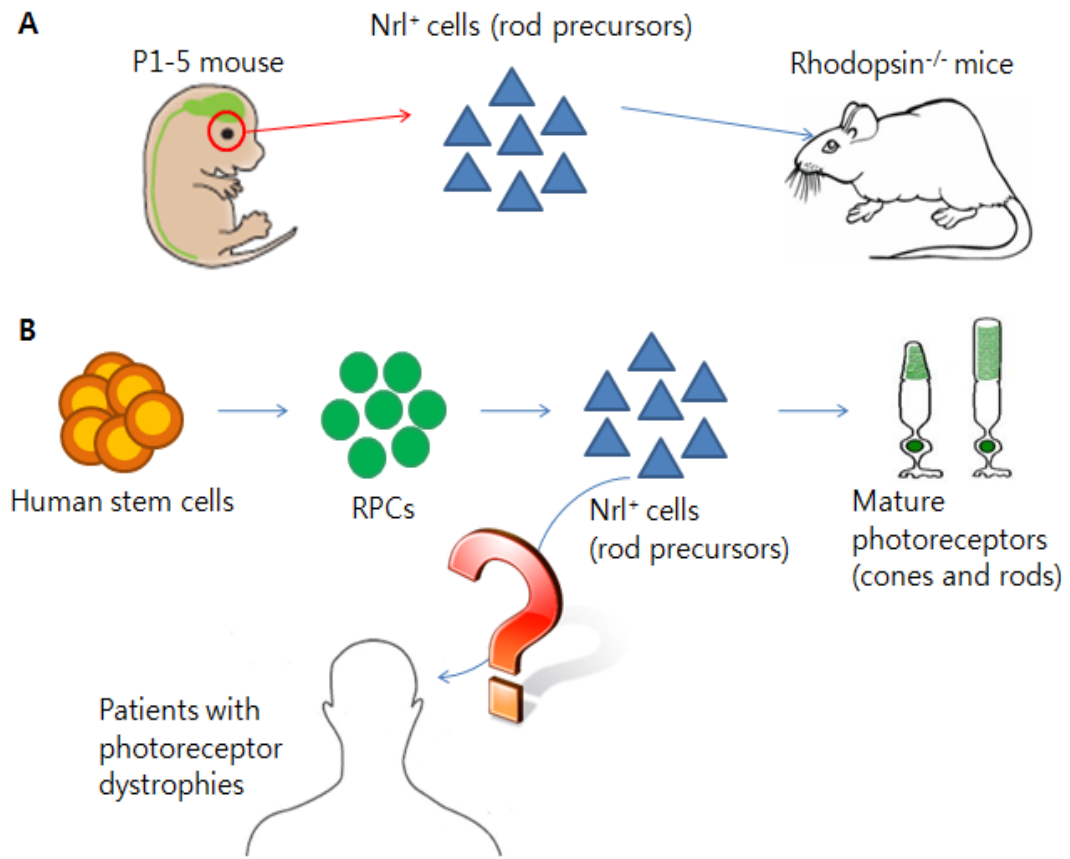 A
Nrl⁺ cells (rod precursors)
P1-5 mouse
Rhodopsin⁻/⁻ mice
B
Human stem cells
RPCs
Nrl⁺ cells
(rod precursors)
Mature
photoreceptors
(cones and rods)
?
Patients with
photoreceptor
dystrophies